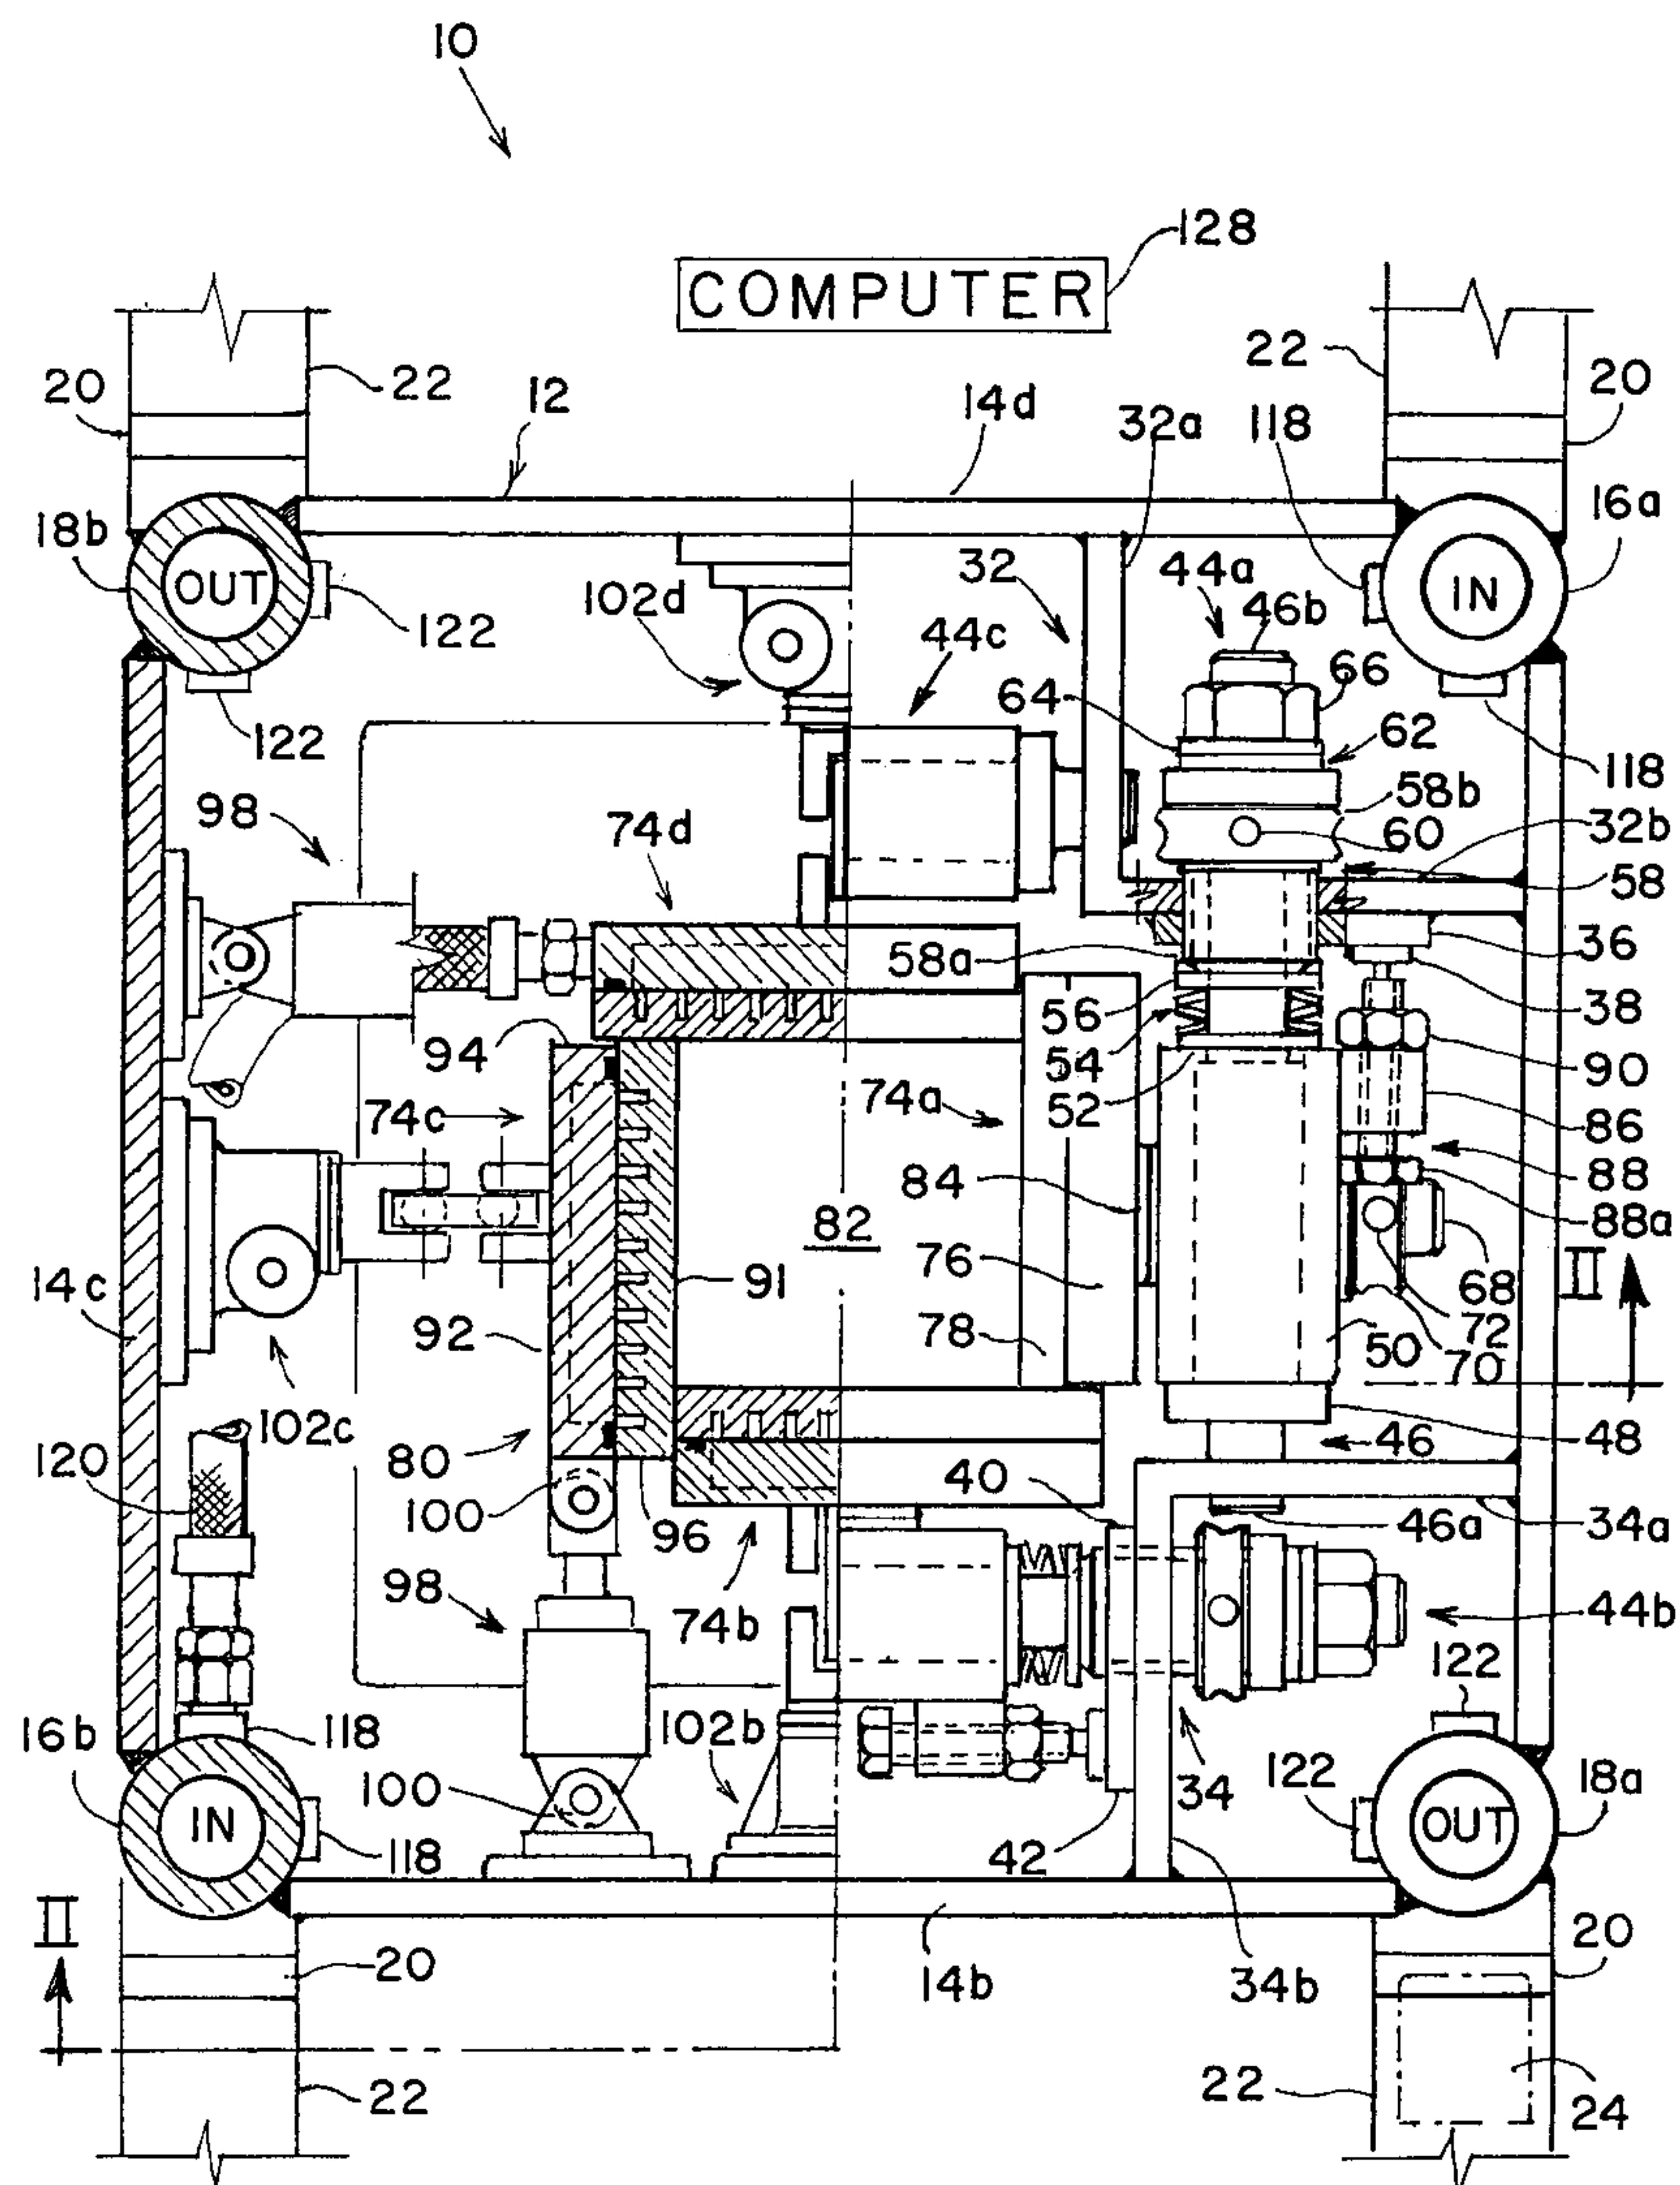 10
128
COMPUTER
22
20
22
12
14d
32a
118
20
16a
18b
OUT
102d
32
44a
46b
IN
122
44c
66
64
62
122
118
58b
98
74d
60
32b
58
58a
36
56
38
94
54
90
74c
74a
52
86
84
88
82
88a
II
14c
76
68
91
92
78
72
50
70
102c
120
80
40
46
48
100
96
46a
34a
98
74b
44b
122
16b
118
102b
100
34
122
18a
IN
118
42
OUT
II
20
20
14b
34b
22
22
24